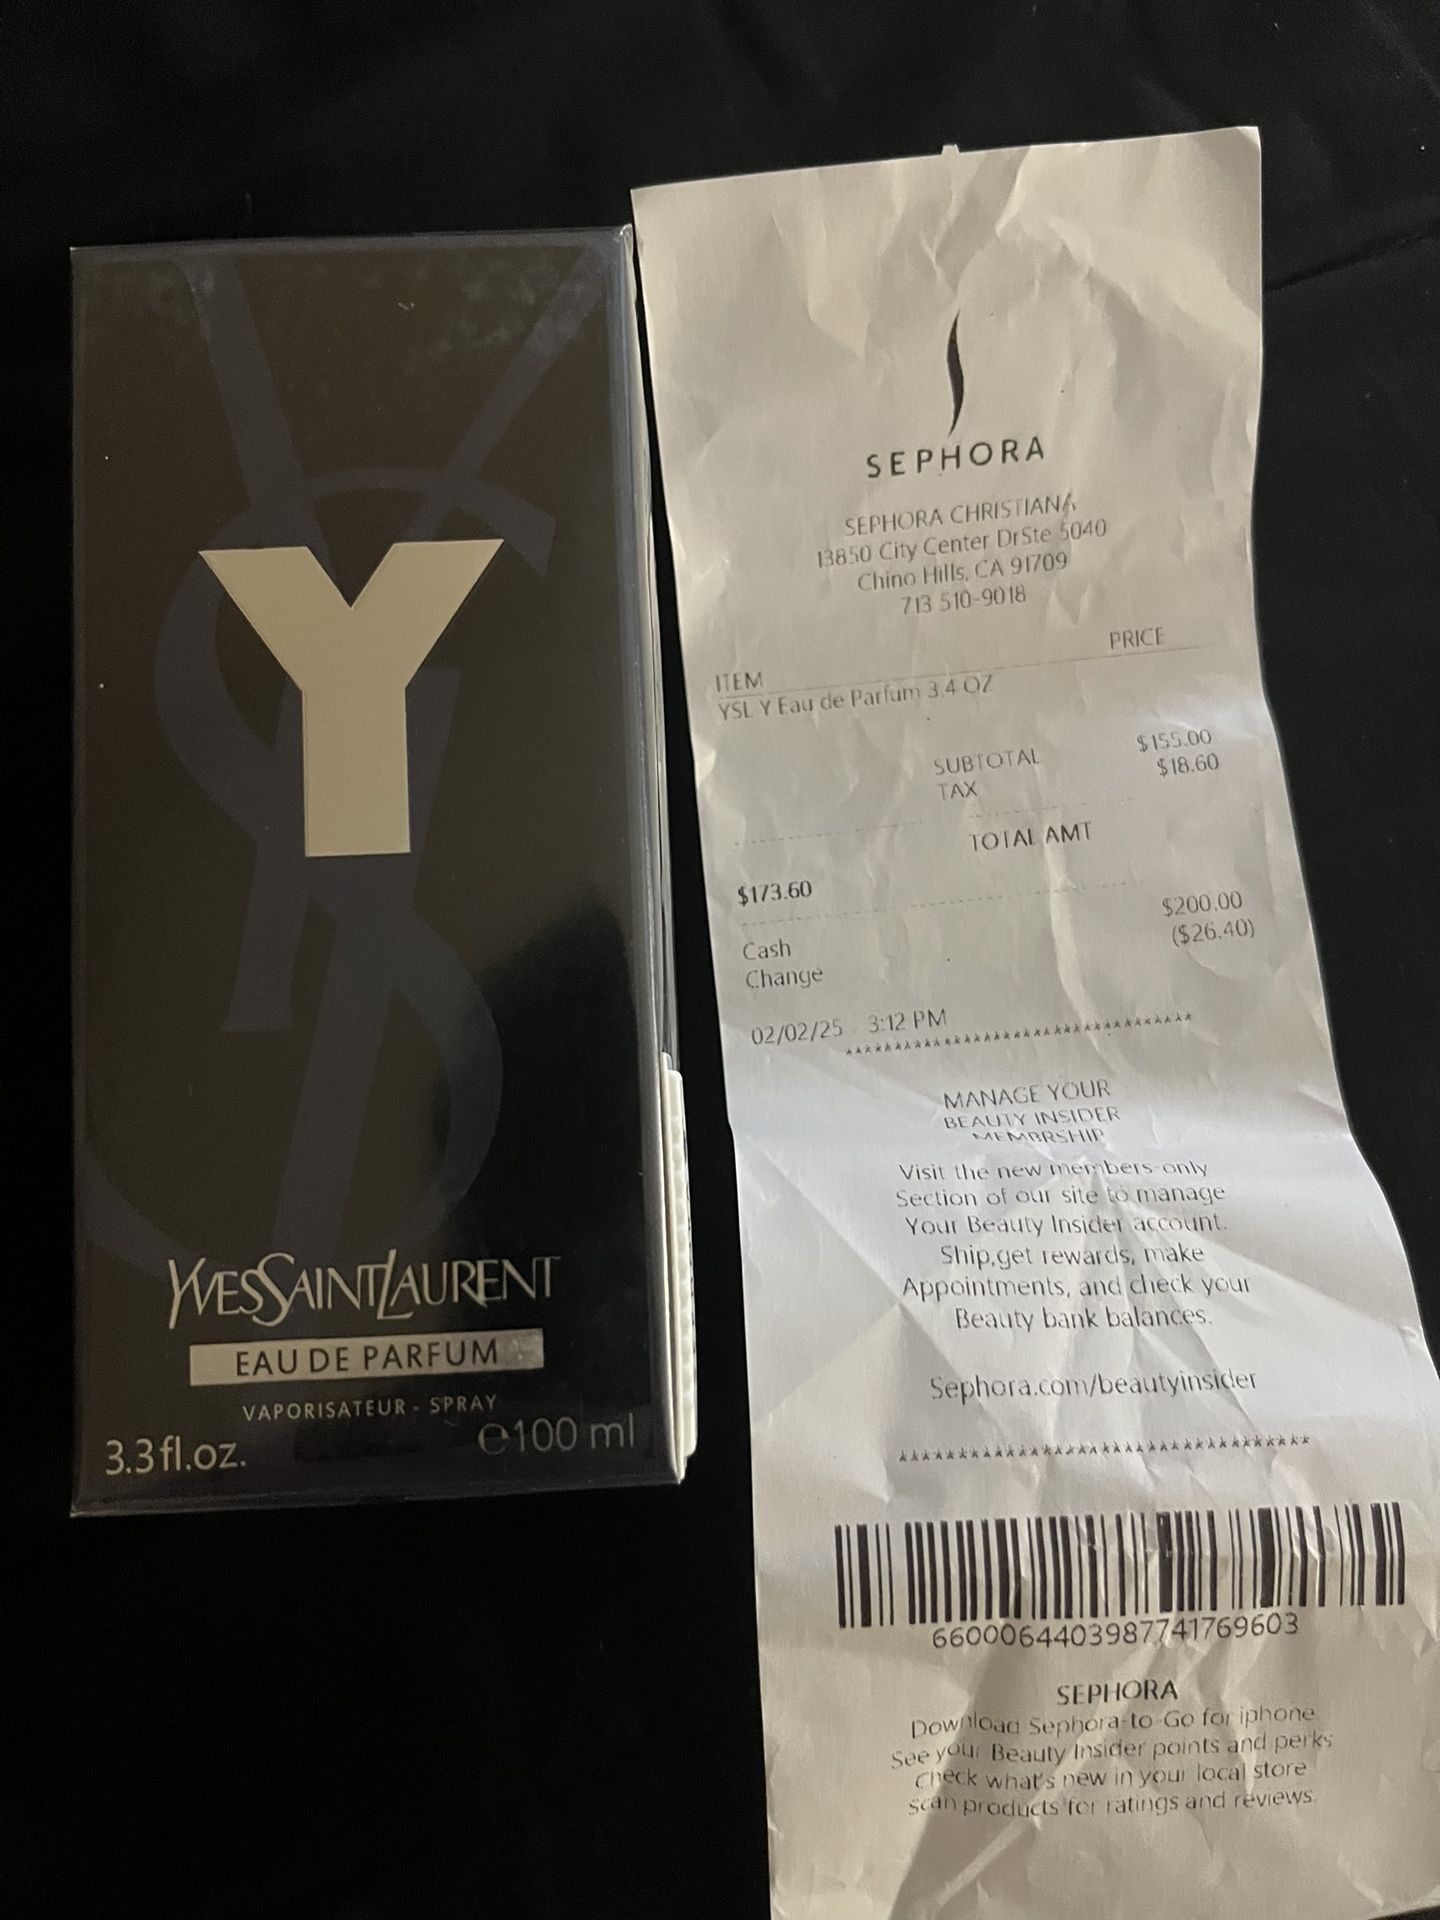 Y
YVESSAINTLAURENT
EAU DE PARFUM
VAPORISATEUR - SPRAY
3.3 fl.oz. ℮100 ml
SEPHORA
SEPHORA CHRISTIANA
13850 City Center DrSte 5040
Chino Hills, CA 91709
713 510-9018
PRICE
ITEM
YSL Y Eau de Parfum 3.4 OZ
SUBTOTAL $155.00
TAX $18.60
TOTAL AMT
$173.60
Cash $200.00
Change ($26.40)
02/02/25 3:12 PM
***********************************
MANAGE YOUR
BEAUTY INSIDER
MEMBRSHIP
Visit the new members-only
Section of our site to manage
Your Beauty Insider account.
Ship,get rewards, make
Appointments, and check your
Beauty bank balances.
Sephora.com/beautyinsider
***********************************
66000644039877417​69603
SEPHORA
Download Sephora-to-Go for iphone
See your Beauty Insider points and perks
Check what's new in your local store
Scan products for ratings and reviews.